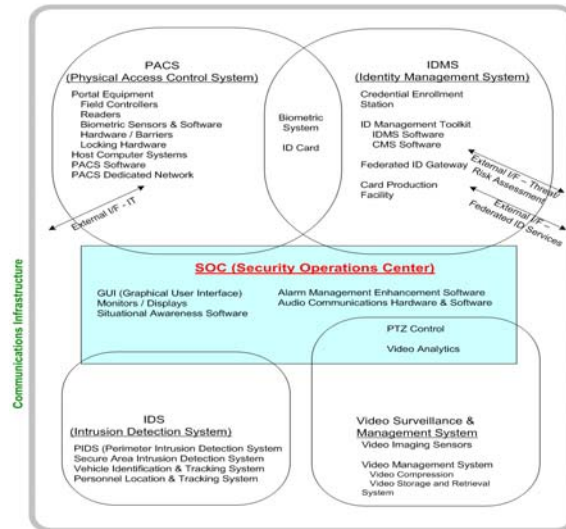 PACS
(Physical Access Control System)
Portal Equipment
Field Controllers
Readers
Biometric Sensors & Software
Hardware / Barriers
Locking Hardware
Host Computer Systems
PACS Software
PACS Dedicated Network
External I/F - IT
Biometric
System
ID Card
IDMS
(Identity Management System)
Credential Enrollment
Station
ID Management Toolkit
IDMS Software
CMS Software
Federated ID Gateway
Card Production
Facility
External I/F – Threat/
Risk Assessment
External I/F –
Federated ID Services
SOC (Security Operations Center)
GUI (Graphical User Interface)
Monitors / Displays
Situational Awareness Software
Alarm Management Enhancement Software
Audio Communications Hardware & Software
PTZ Control
Video Analytics
IDS
(Intrusion Detection System)
PIDS (Perimeter Intrusion Detection System
Secure Area Intrusion Detection System
Vehicle Identification & Tracking System
Personnel Location & Tracking System
Video Surveillance &
Management System
Video Imaging Sensors
Video Management System
Video Compression
Video Storage and Retrieval
System
Communications Infrastructure